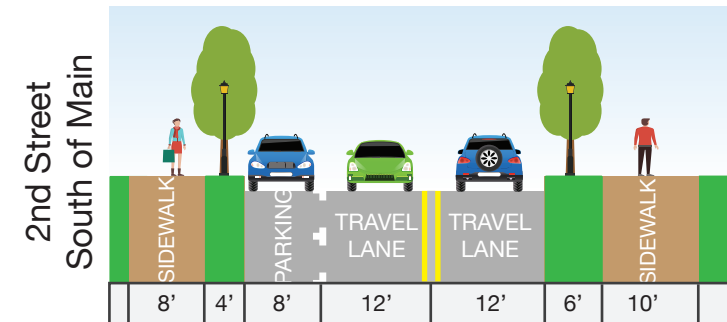 2nd Street
South of Main
SIDEWALK
PARKING
TRAVEL
LANE
TRAVEL
LANE
SIDEWALK
8’
4’
8’
12’
12’
6’
10’